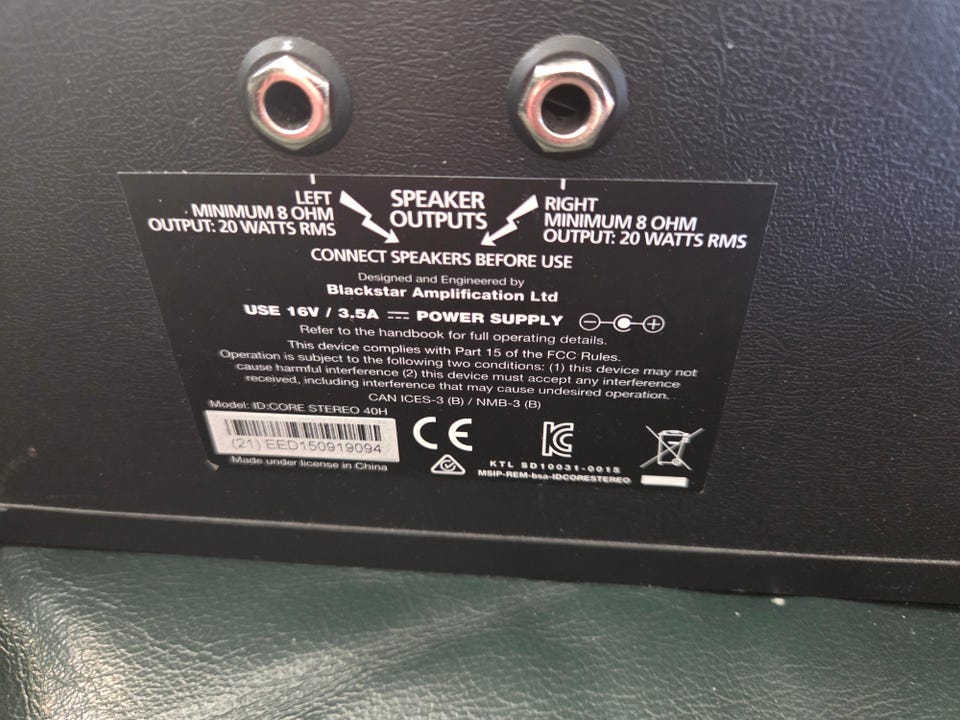 LEFT
MINIMUM 8 OHM
OUTPUT: 20 WATTS RMS
SPEAKER
OUTPUTS
RIGHT
MINIMUM 8 OHM
OUTPUT: 20 WATTS RMS
CONNECT SPEAKERS BEFORE USE
Designed and Engineered by
Blackstar Amplification Ltd
USE 16V / 3.5A ⎓ POWER SUPPLY
Refer to the handbook for full operating details.
This device complies with Part 15 of the FCC Rules.
Operation is subject to the following two conditions: (1) this device may not
cause harmful interference (2) this device must accept any interference
received, including interference that may cause undesired operation.
CAN ICES-3 (B) / NMB-3 (B)
Model: ID:CORE STEREO 40H
(21) EED150919094
Made under license in China
CE
KTL SD10031-0015
MSIP-REM-bsa-IDCORESTEREO